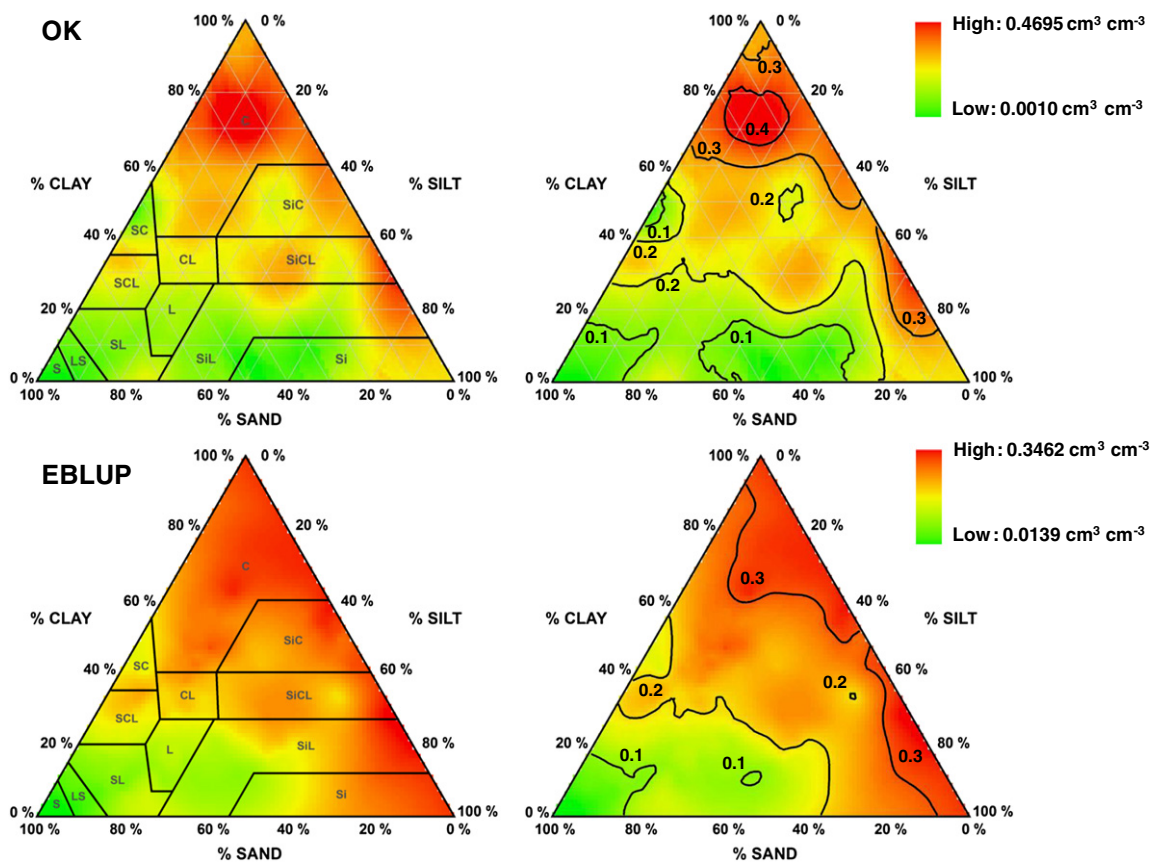 OK
100 % 0 %
80 % 20 %
C
60 % 40 %
% CLAY % SILT
SiC
SC
40 % 60 %
CL SiCL
SCL
20 % 80 %
L
SL SiL Si
S LS
0 % 100 %
100 % 80 % 60 % 40 % 20 % 0 %
% SAND
100 % 0 %
0.3
80 % 20 %
0.4
0.3
60 % 40 %
% CLAY % SILT
0.2
0.1
40 % 60 %
0.2
0.2
20 % 80 %
0.3
0.1 0.1
0 % 100 %
100 % 80 % 60 % 40 % 20 % 0 %
% SAND
High: 0.4695 cm³ cm⁻³
Low: 0.0010 cm³ cm⁻³
EBLUP
100 % 0 %
80 % 20 %
C
60 % 40 %
% CLAY % SILT
SiC
SC
40 % 60 %
CL SiCL
SCL
20 % 80 %
L SiL
SL Si
S LS
0 % 100 %
100 % 80 % 60 % 40 % 20 % 0 %
% SAND
100 % 0 %
80 % 20 %
0.3
60 % 40 %
% CLAY % SILT
40 % 60 %
0.2 0.2
20 % 80 %
0.1 0.1 0.3
0 % 100 %
100 % 80 % 60 % 40 % 20 % 0 %
% SAND
High: 0.3462 cm³ cm⁻³
Low: 0.0139 cm³ cm⁻³